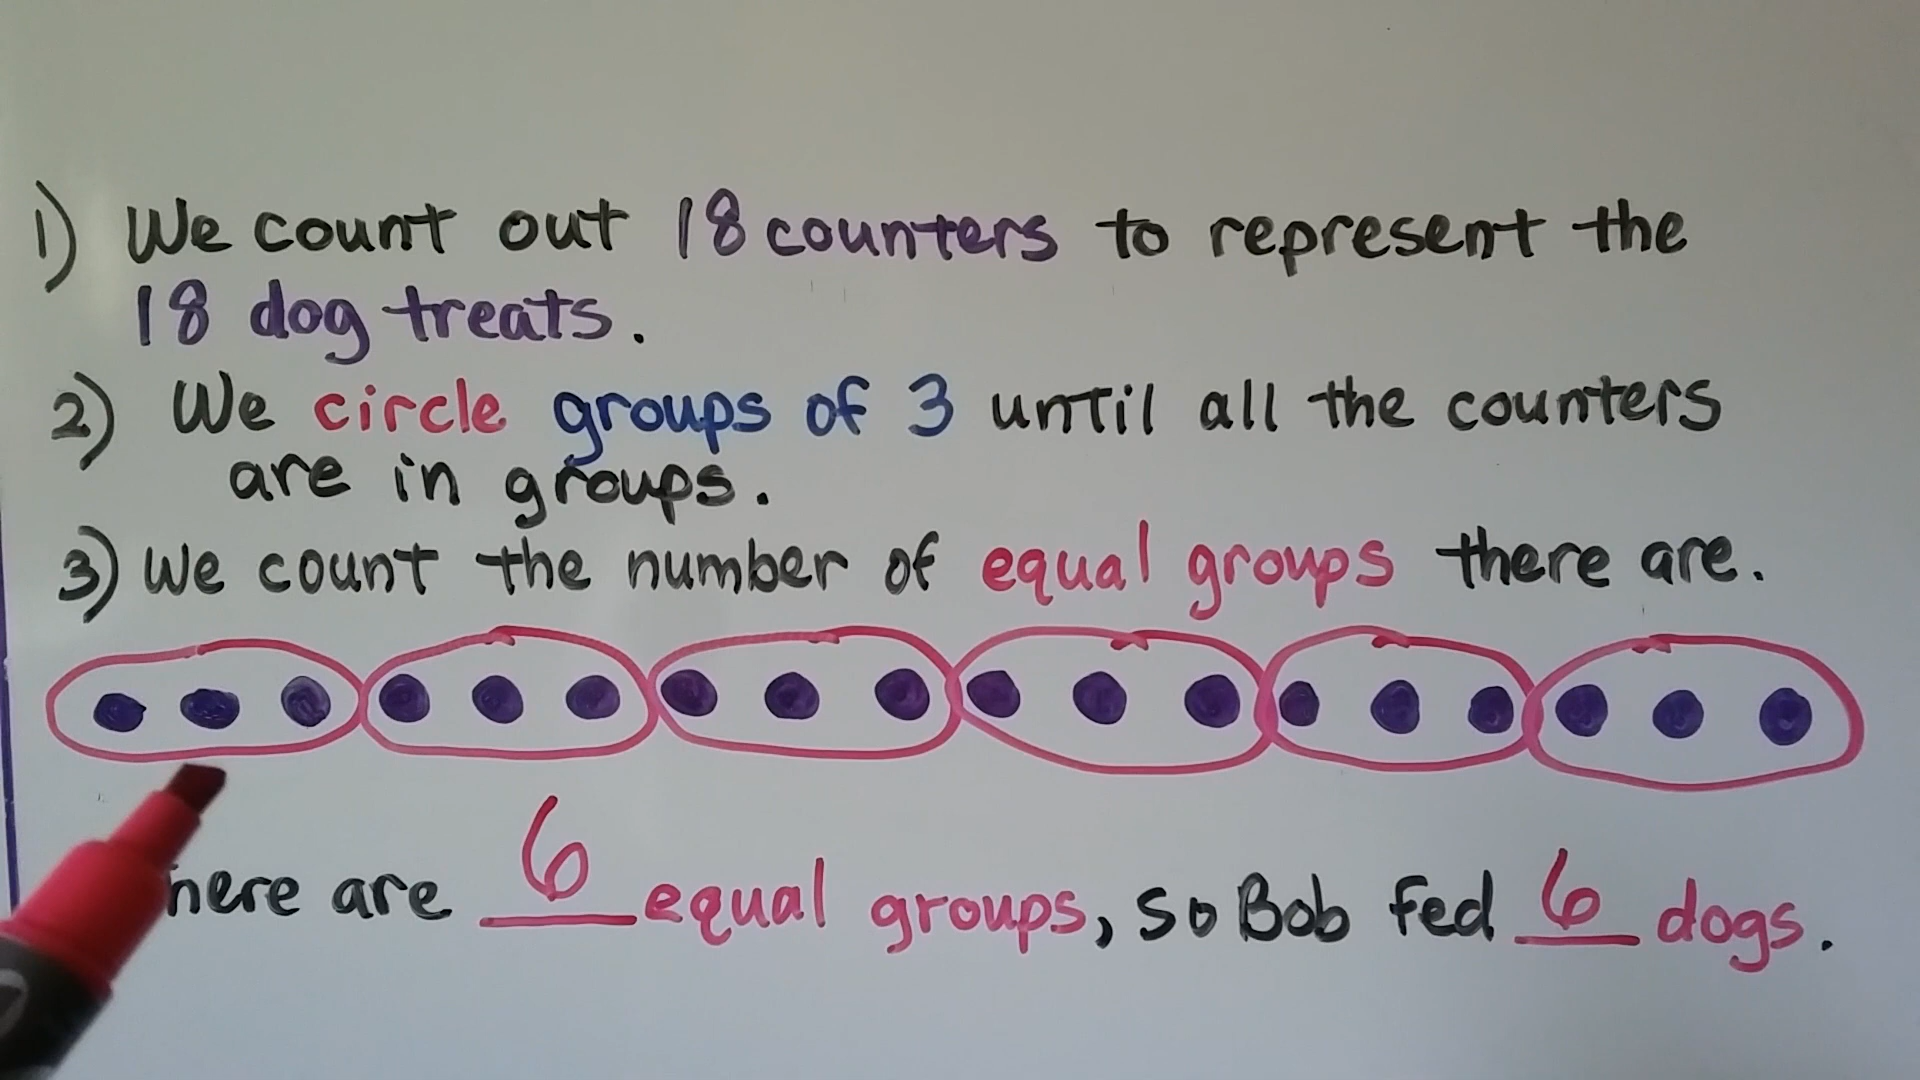 1) We count out 18 counters to represent the
18 dog treats.
2) We circle groups of 3 until all the counters
are in groups.
3) We count the number of equal groups there are.
here are 6 equal groups, so Bob fed 6 dogs.